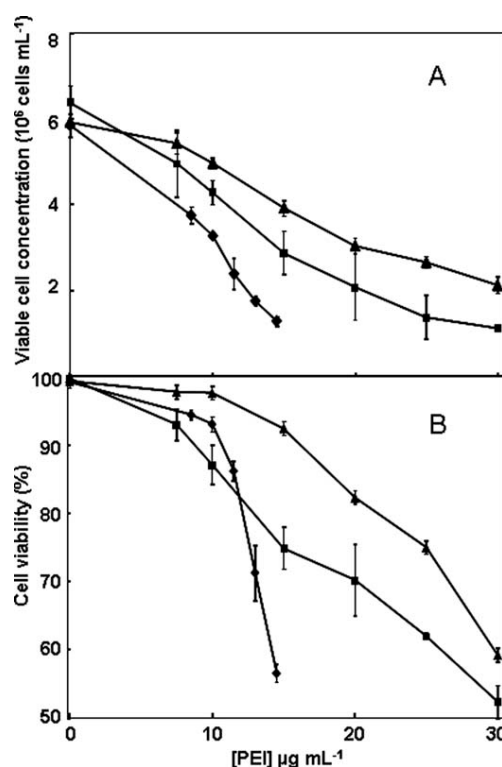 8
6
4
2
Viable cell concentration (10⁶ cells mL⁻¹)
A
100
90
80
70
60
50
Cell viability (%)
B
0
10
20
30
[PEI] µg mL⁻¹